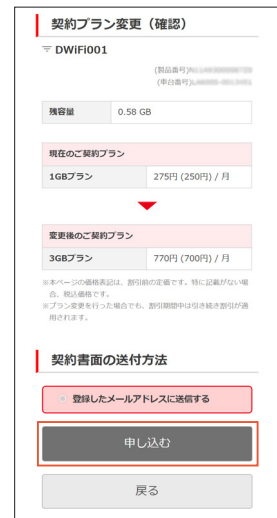 契約プラン変更（確認）
DWiFi001
(製品番号)
(申台番号)
残容量 0.58 GB
現在のご契約プラン
1GBプラン 275円 (250円) / 月
変更後のご契約プラン
3GBプラン 770円 (700円) / 月
※本ページの価格表記は、割引前の定価です。特に記載がない場
合、税込価格です。
※プラン変更を行った場合でも、割引期間中は引き続き割引が適
用されます。
契約書面の送付方法
登録したメールアドレスに送信する
申し込む
戻る